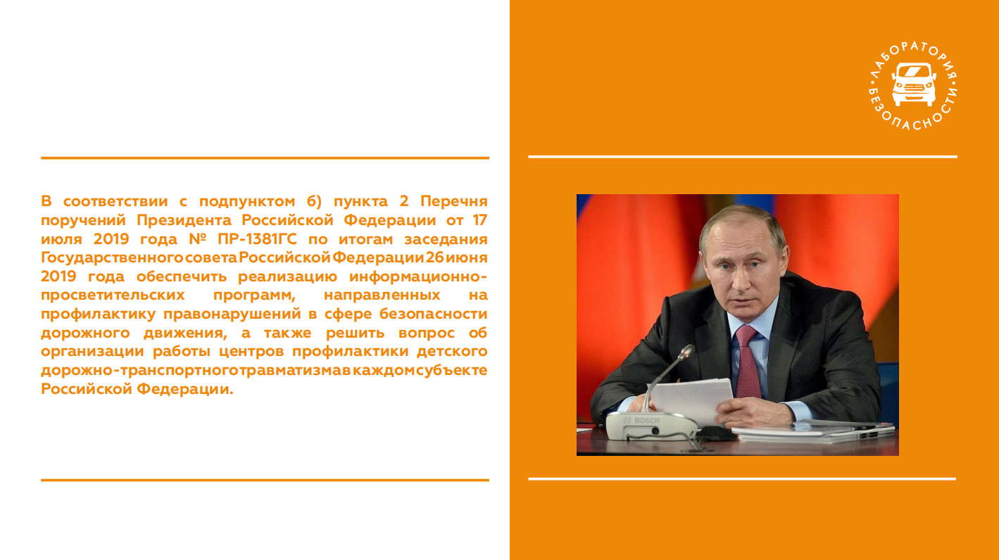 ЛАБОРАТОРИЯ
БЕЗОПАСНОСТИ
В соответствии с подпунктом б) пункта 2 Перечня
поручений Президента Российской Федерации от 17
июля 2019 года № ПР-1381ГС по итогам заседания
Государственного совета Российской Федерации 26 июня
2019 года обеспечить реализацию информационно-
просветительских программ, направленных на
профилактику правонарушений в сфере безопасности
дорожного движения, а также решить вопрос об
организации работы центров профилактики детского
дорожно-транспортного травматизма в каждом субъекте
Российской Федерации.
BOSCH